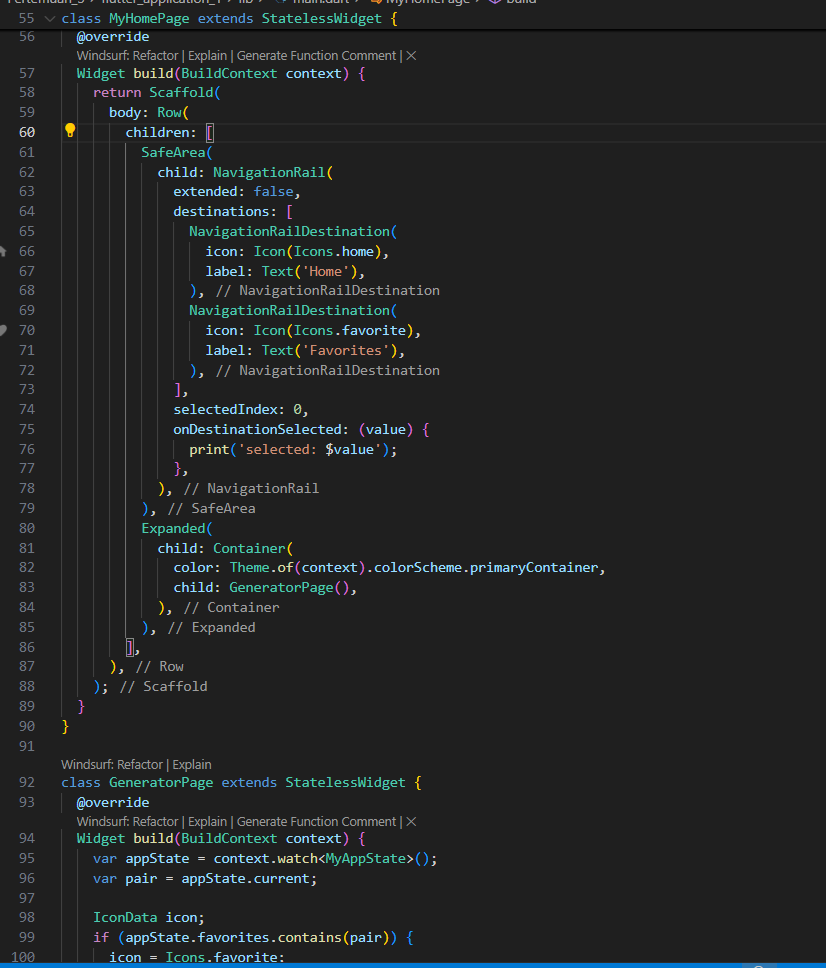 55 class MyHomePage extends StatelessWidget {
56 @override
Windsurf: Refactor | Explain | Generate Function Comment | ×
57 Widget build(BuildContext context) {
58 return Scaffold(
59 body: Row(
60 children: [
61 SafeArea(
62 child: NavigationRail(
63 extended: false,
64 destinations: [
65 NavigationRailDestination(
66 icon: Icon(Icons.home),
67 label: Text('Home'),
68 ), // NavigationRailDestination
69 NavigationRailDestination(
70 icon: Icon(Icons.favorite),
71 label: Text('Favorites'),
72 ), // NavigationRailDestination
73 ],
74 selectedIndex: 0,
75 onDestinationSelected: (value) {
76 print('selected: $value');
77 },
78 ), // NavigationRail
79 ), // SafeArea
80 Expanded(
81 child: Container(
82 color: Theme.of(context).colorScheme.primaryContainer,
83 child: GeneratorPage(),
84 ), // Container
85 ), // Expanded
86 ],
87 ), // Row
88 ); // Scaffold
89 }
90 }
91
Windsurf: Refactor | Explain
92 class GeneratorPage extends StatelessWidget {
93 @override
Windsurf: Refactor | Explain | Generate Function Comment | ×
94 Widget build(BuildContext context) {
95 var appState = context.watch<MyAppState>();
96 var pair = appState.current;
97
98 IconData icon;
99 if (appState.favorites.contains(pair)) {
100 icon = Icons.favorite;